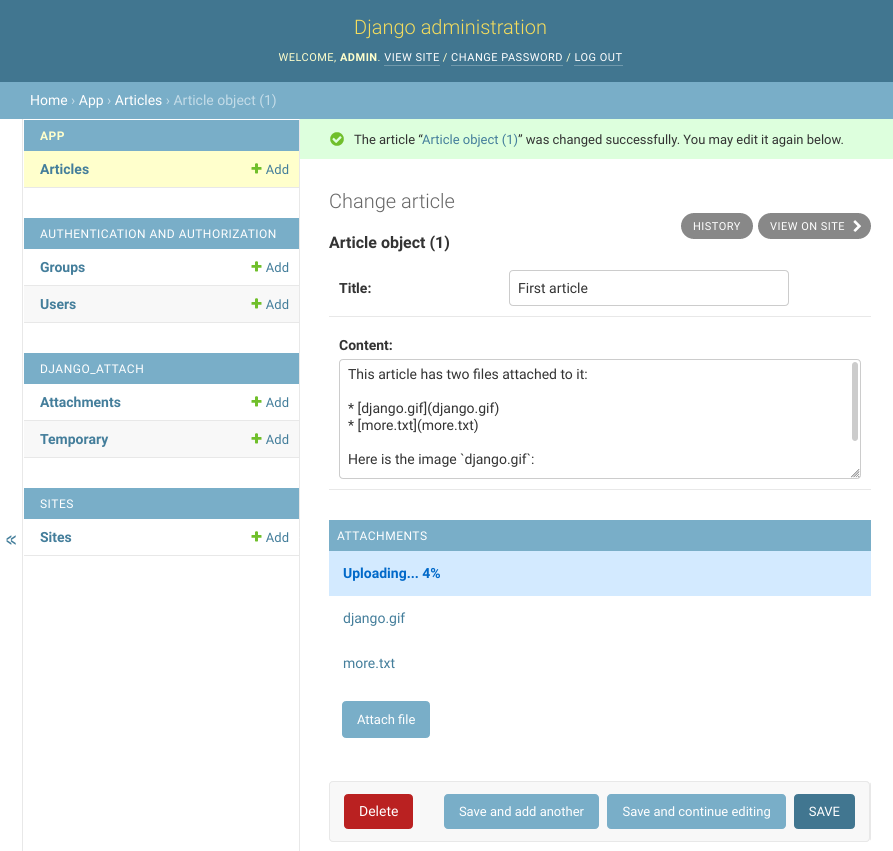 Django administration
WELCOME, ADMIN. VIEW SITE / CHANGE PASSWORD / LOG OUT
Home › App › Articles › Article object (1)
APP
Articles + Add
AUTHENTICATION AND AUTHORIZATION
Groups + Add
Users + Add
DJANGO_ATTACH
Attachments + Add
Temporary + Add
SITES
Sites + Add
«
The article “Article object (1)” was changed successfully. You may edit it again below.
Change article
HISTORY
VIEW ON SITE
Article object (1)
Title: First article
Content:
This article has two files attached to it:
* [django.gif](django.gif)
* [more.txt](more.txt)
Here is the image `django.gif`:
ATTACHMENTS
Uploading... 4%
django.gif
more.txt
Attach file
Delete Save and add another Save and continue editing SAVE